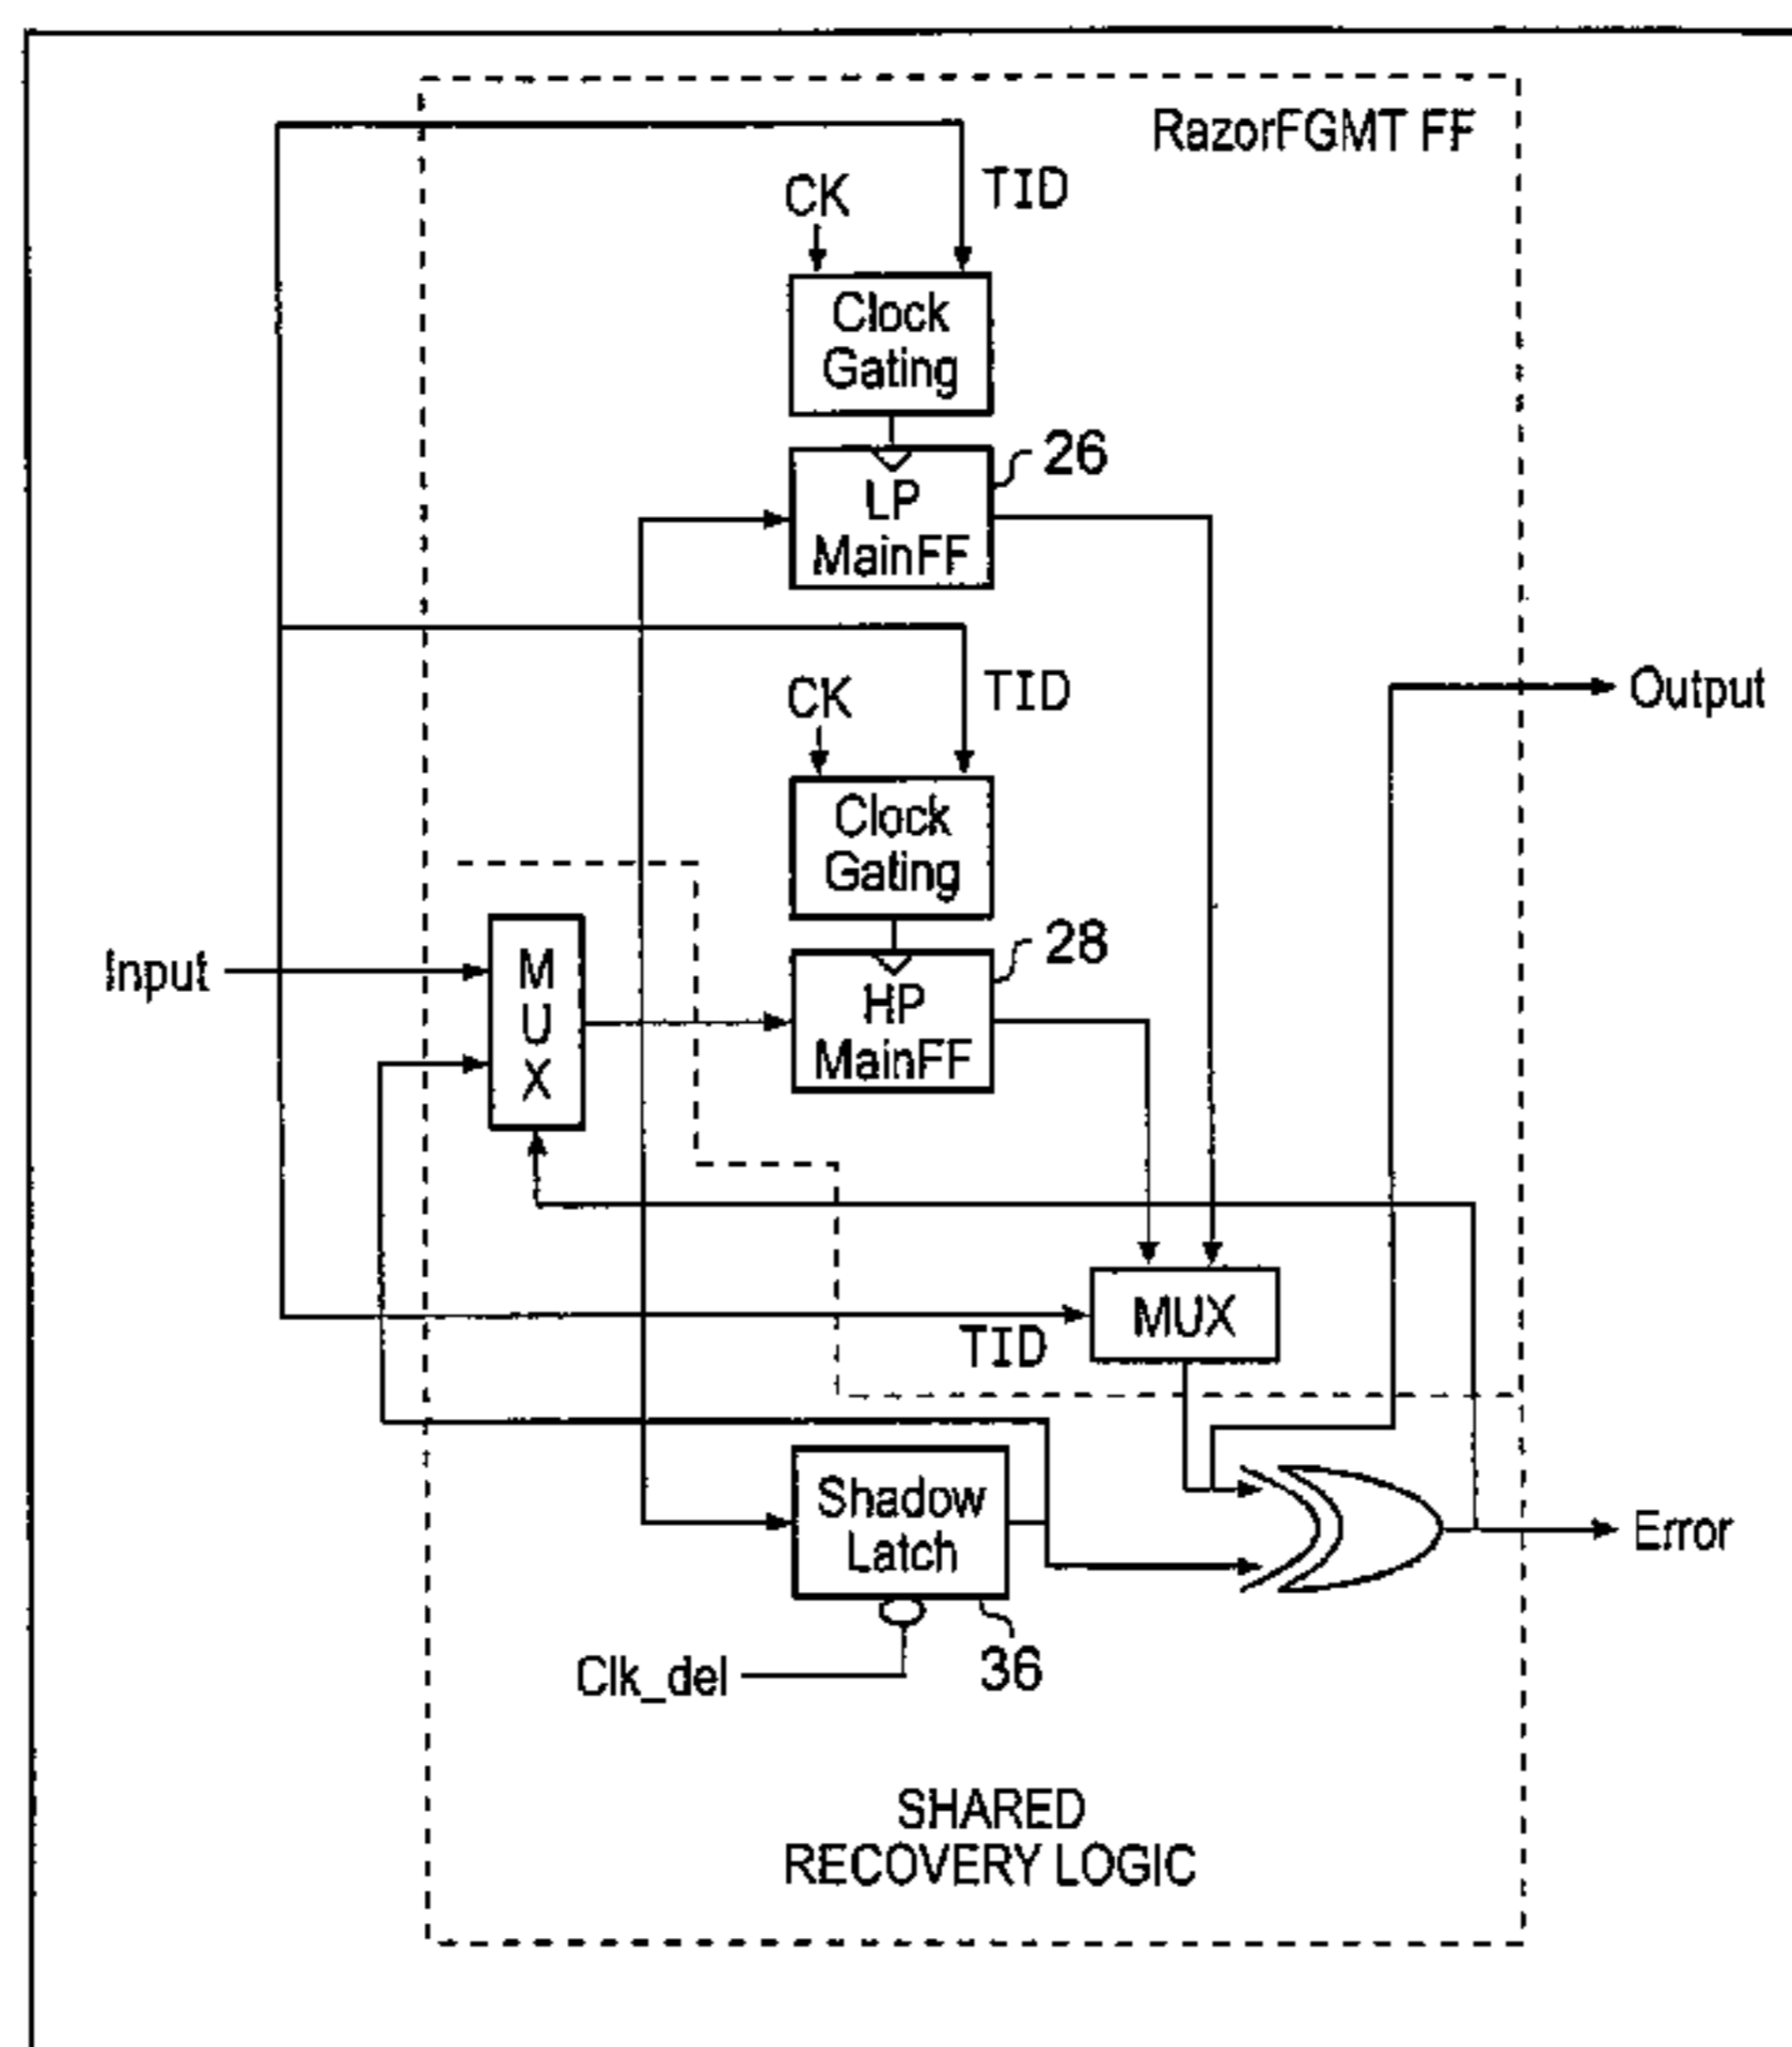 RazorFGMT FF
CK
TID
Clock
Gating
26
LP
MainFF
CK
TID
Output
Clock
Gating
28
Input
M
U
X
HP
MainFF
MUX
TID
Shadow
Latch
Error
Clk_del
36
SHARED
RECOVERY LOGIC